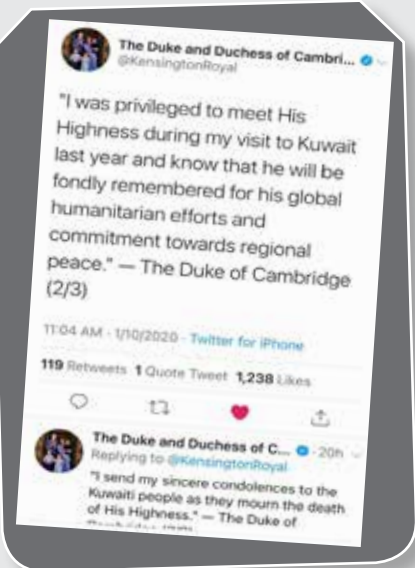 The Duke and Duchess of Cambri...
@KensingtonRoyal
"I was privileged to meet His
Highness during my visit to Kuwait
last year and know that he will be
fondly remembered for his global
humanitarian efforts and
commitment towards regional
peace." — The Duke of Cambridge
(2/3)
11:04 AM · 1/10/2020 · Twitter for iPhone
119 Retweets 1 Quote Tweet 1,238 Likes
The Duke and Duchess of C... · 20h
Replying to @KensingtonRoyal
"I send my sincere condolences to the
Kuwaiti people as they mourn the death
of His Highness." — The Duke of